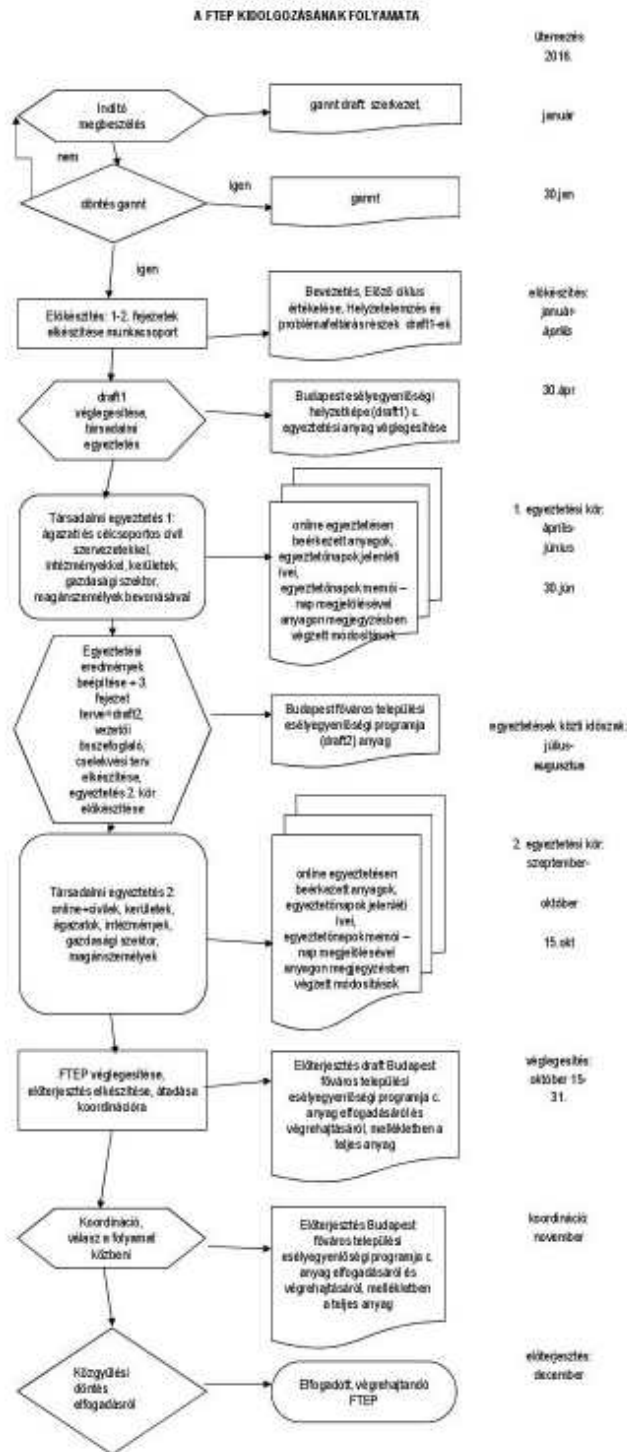 A FTEP KIDOLGOZÁSÁNAK FOLYAMATA
ütemezés
2016.
Indító
megbeszélés
gannt draft szerkezet,
január
nem
döntés gannt
igen
gannt
30.jan
igen
Előkészítés: 1-2. fejezetek
elkészítése munkacsoport
Bevezetés, Előző ciklus
értékelése, Helyzetelemzés és
problémafeltárás részek draft1-ek
előkészítés:
január-
április
draft1
véglegesítése,
társadalmi
egyeztetés
Budapest esélyegyenlőségi
helyzetképe (draft1) c.
egyeztetési anyag véglegesítése
30.ápr
Társadalmi egyeztetés 1:
ágazati és célcsoportos civil
szervezetekkel,
intézményekkel, kerületek,
gazdasági szektor,
magánszemélyek bevonásával
online egyeztetésen
beérkezett anyagok,
egyeztetőnapok jelenléti
ívei,
egyeztetőnapok memói –
nap megjelölésével
anyagon megjegyzésben
végzett módosítások
1. egyeztetési kör:
április-
június
30.jún
Egyeztetési
eredmények
beépítése + 3.
fejezet
terve=draft2,
vezetői
összefoglaló,
cselekvési terv
elkészítése,
egyeztetés 2. kör
előkészítése
Budapest főváros települési
esélyegyenlőségi programja
(draft2) anyag
egyeztetések közti időszak:
július-
augusztus
Társadalmi egyeztetés 2:
online+civilek, kerületek,
ágazatok, intézmények,
gazdasági szektor,
magánszemélyek
online egyeztetésen
beérkezett anyagok,
egyeztetőnapok jelenléti
ívei,
egyeztetőnapok memói –
nap megjelölésével
anyagon megjegyzésben
végzett módosítások
2. egyeztetési kör:
szeptember-
október
15.okt
FTEP véglegesítése,
előterjesztés elkészítése, átadása
koordinációra
Előterjesztés draft Budapest
főváros települési
esélyegyenlőségi programja c.
anyag elfogadásáról és
végrehajtásáról, mellékletben a
teljes anyag
véglegesítés:
október 15-
31.
Koordináció,
válasz a folyamat
közbeni
Előterjesztés Budapest
főváros települési
esélyegyenlőségi programja c.
anyag elfogadásáról és
végrehajtásáról, mellékletben
a teljes anyag
koordináció:
november
Közgyűlési
döntés
elfogadásról
Elfogadott, végrehajtandó
FTEP
előterjesztés:
december